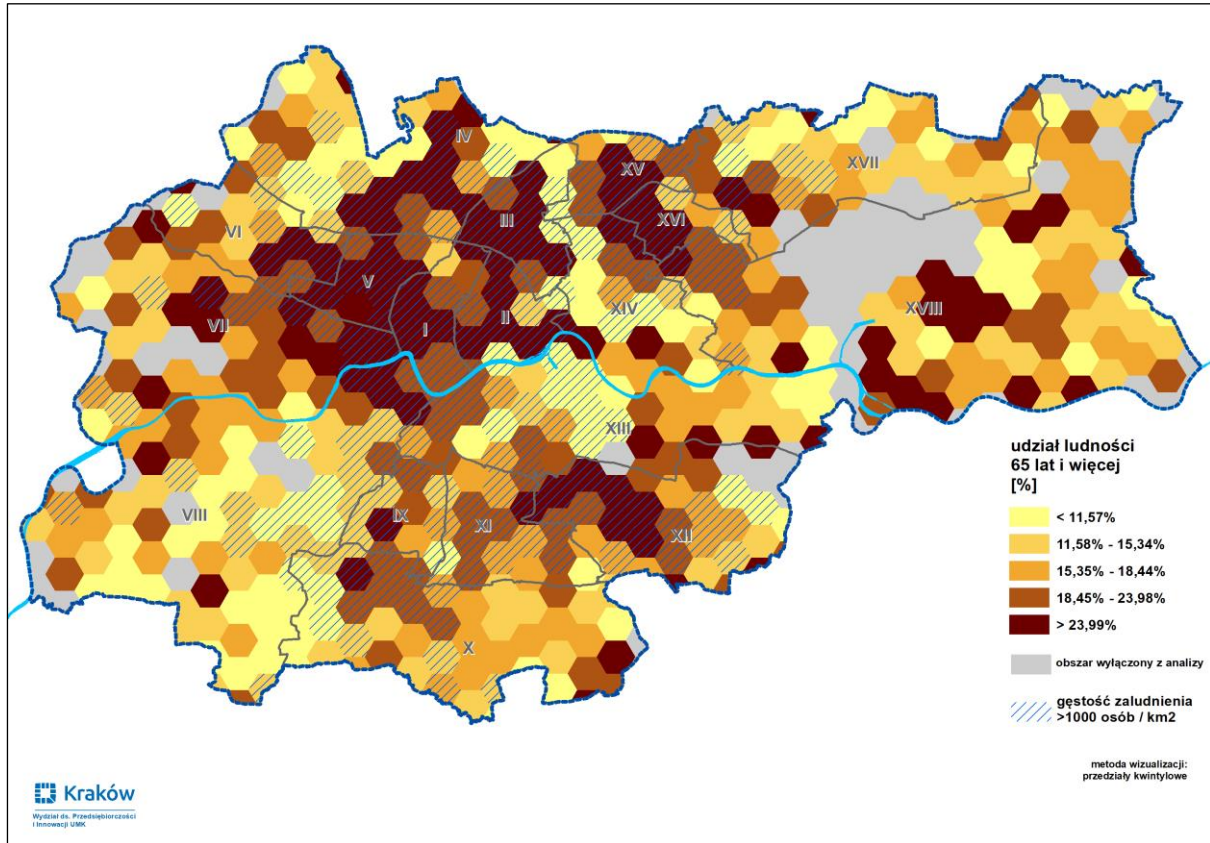 IV
XV
XVII
III
XVI
VI
V
VII
I
II
XIV
XVIII
XIII
VIII
IX
XI
XII
X
udział ludności
65 lat i więcej
[%]
< 11,57%
11,58% - 15,34%
15,35% - 18,44%
18,45% - 23,98%
> 23,99%
obszar wyłączony z analizy
gęstość zaludnienia
>1000 osób / km2
metoda wizualizacji:
przedziały kwintylowe
Kraków
Wydział ds. Przedsiębiorczości
i Innowacji UMK